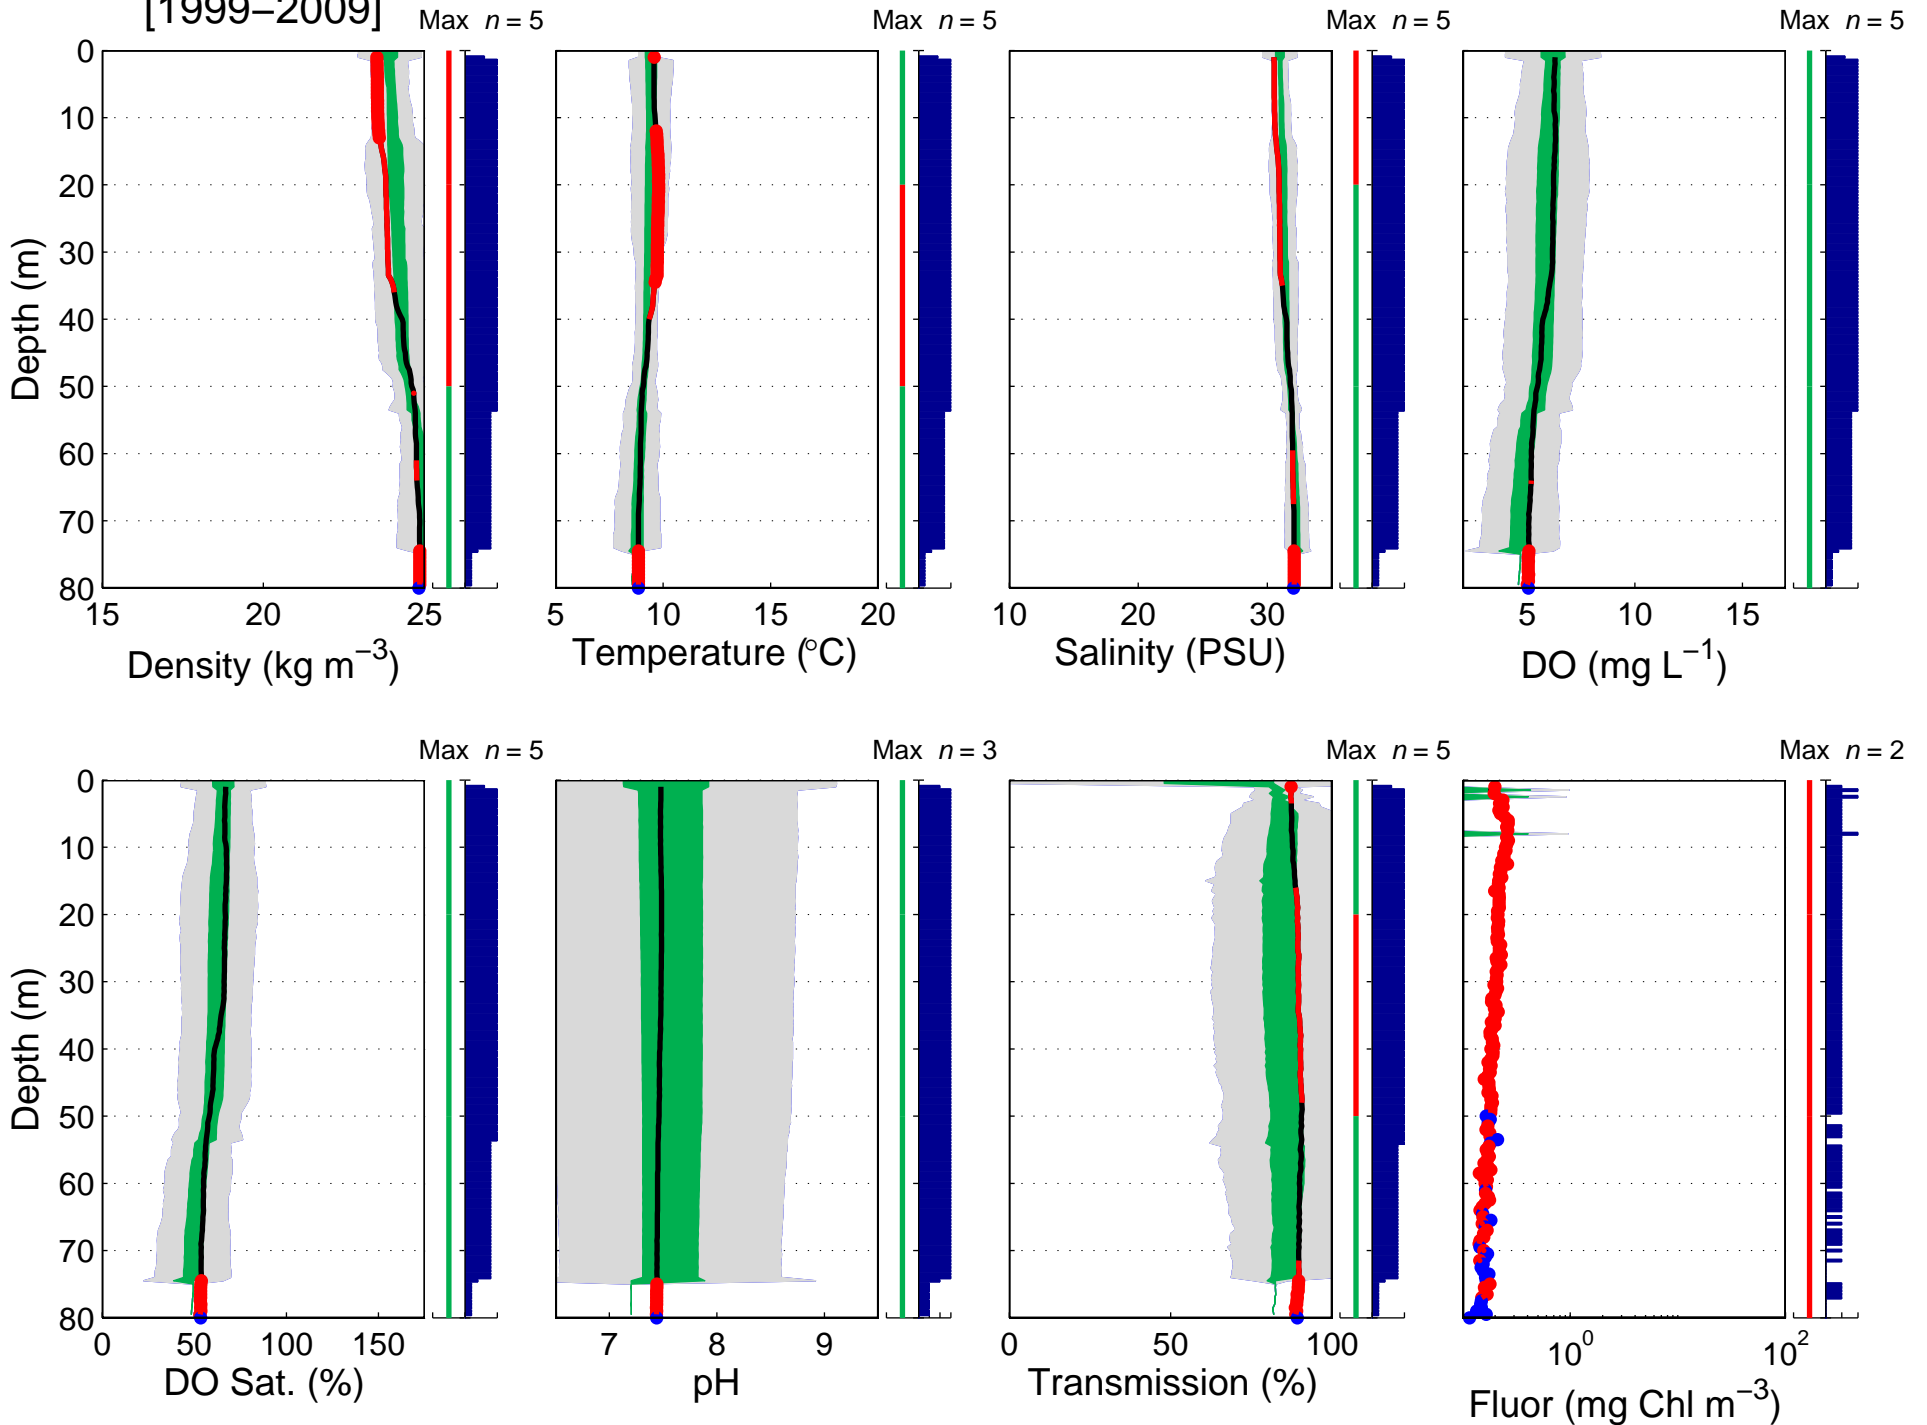 [1999–2009]
Max n = 5
Max n = 5
Max n = 5
Max n = 5
0
10
20
30
40
50
60
70
80
Depth (m)
15 20 25
5 10 15 20
10 20 30
5 10 15
Density (kg m−3)
Temperature (°C)
Salinity (PSU)
DO (mg L−1)
Max n = 5
Max n = 3
Max n = 5
Max n = 2
0
10
20
30
40
50
60
70
80
Depth (m)
0 50 100 150
7 8 9
0 50 100
10^0 10^2
DO Sat. (%)
pH
Transmission (%)
Fluor (mg Chl m−3)